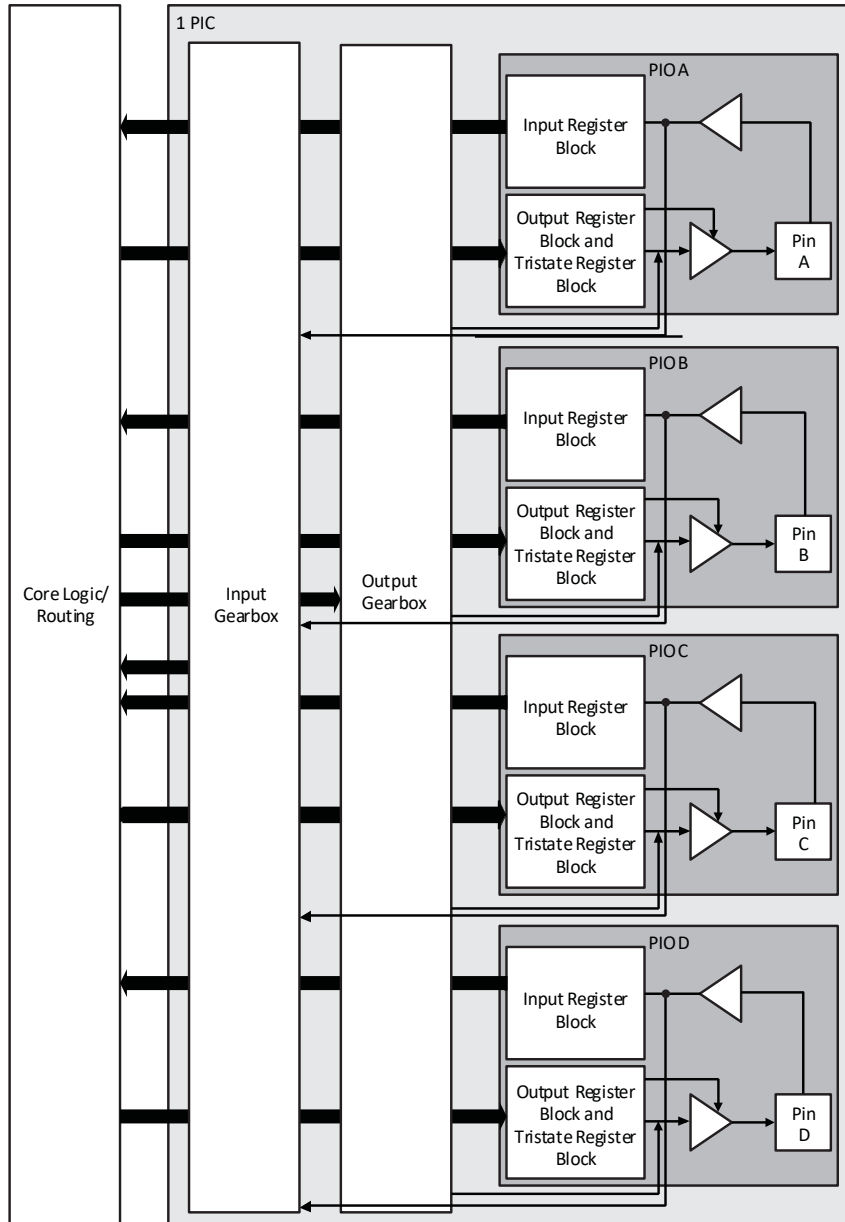 1 PIC
PIOA
Input Register
Block
Output Register
Block and
Tristate Register
Block
Pin
A
PIOB
Input Register
Block
Output Register
Block and
Tristate Register
Block
Pin
B
Core Logic/
Routing
Input
Gearbox
Output
Gearbox
PIOC
Input Register
Block
Output Register
Block and
Tristate Register
Block
Pin
C
PIOD
Input Register
Block
Output Register
Block and
Tristate Register
Block
Pin
D